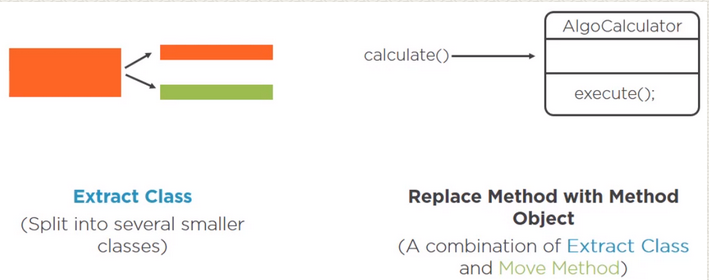 AlgoCalculator
calculate()
execute();
Extract Class
(Split into several smaller
classes)
Replace Method with Method
Object
(A combination of Extract Class
and Move Method)